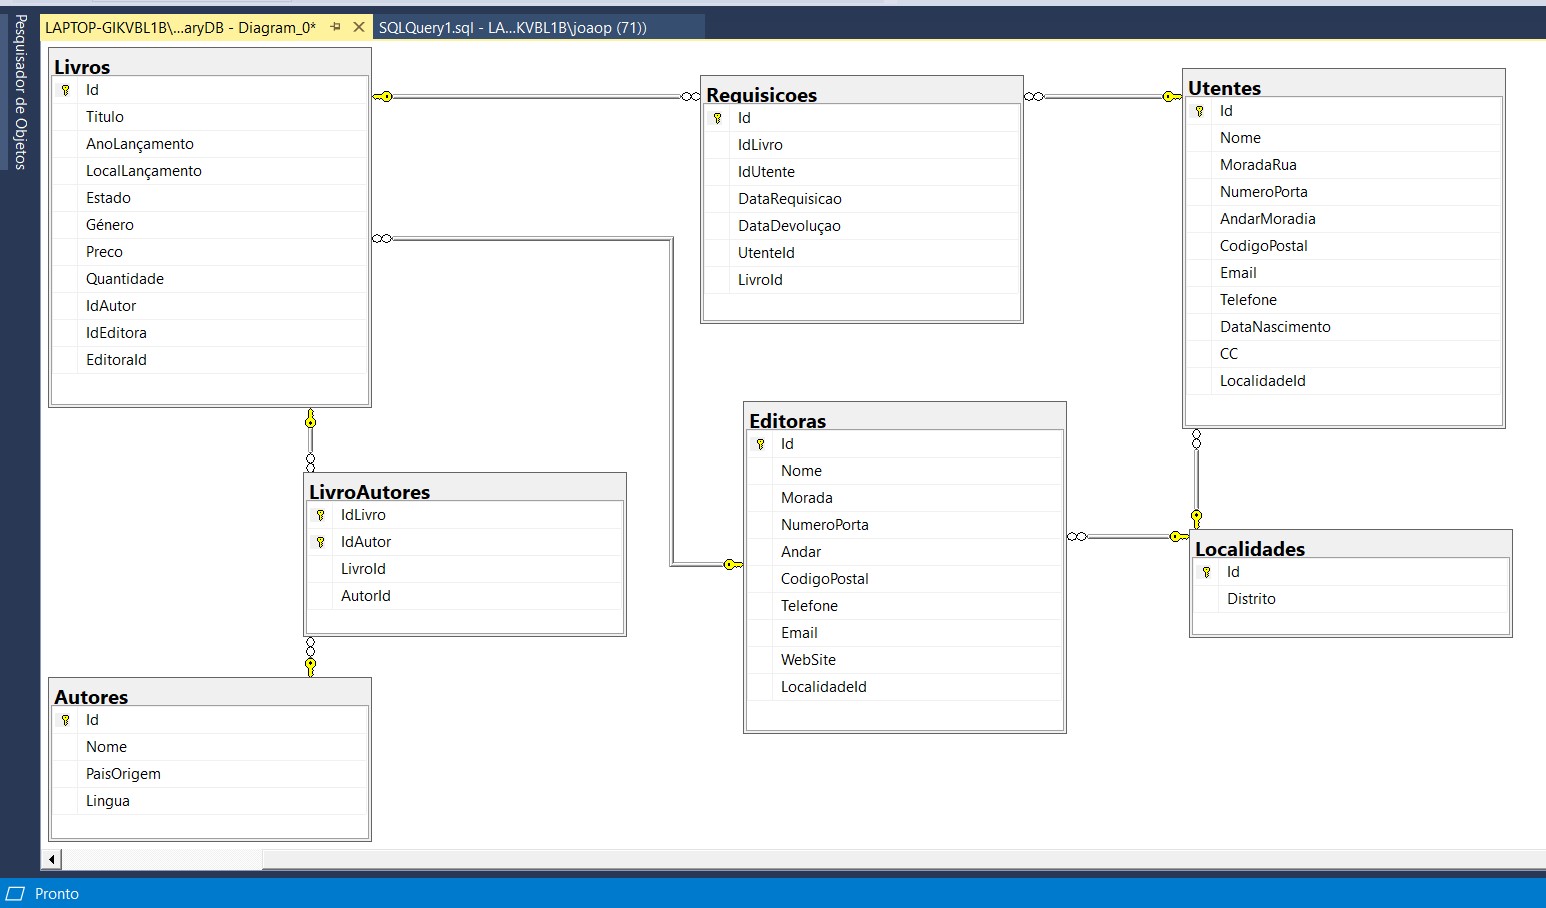 Pesquisador de Objetos
LAPTOP-GIKVBL1B\...aryDB - Diagram_0*
SQLQuery1.sql - LA...KVBL1B\joaop (71))
Livros
Id
Titulo
AnoLançamento
LocalLançamento
Estado
Género
Preco
Quantidade
IdAutor
IdEditora
EditoraId
Requisicoes
Id
IdLivro
IdUtente
DataRequisicao
DataDevoluçao
UtenteId
LivroId
Utentes
Id
Nome
MoradaRua
NumeroPorta
AndarMoradia
CodigoPostal
Email
Telefone
DataNascimento
CC
LocalidadeId
Editoras
Id
Nome
Morada
NumeroPorta
Andar
CodigoPostal
Telefone
Email
WebSite
LocalidadeId
LivroAutores
IdLivro
IdAutor
LivroId
AutorId
Localidades
Id
Distrito
Autores
Id
Nome
PaisOrigem
Lingua
Pronto